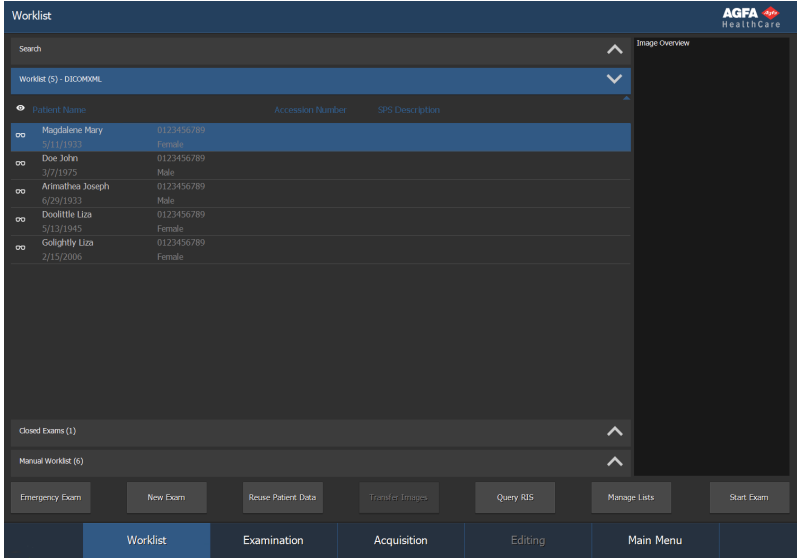 Worklist
AGFA
HealthCare
Search
Image Overview
Worklist (5) - DICOMXML
Patient Name Accession Number SPS Description
Magdalene Mary 0123456789
5/11/1933 Female
Doe John 0123456789
3/7/1975 Male
Arimathea Joseph 0123456789
6/29/1933 Male
Doolittle Liza 0123456789
5/13/1945 Female
Golightly Liza 0123456789
2/15/2006 Female
Closed Exams (1)
Manual Worklist (6)
Emergency Exam New Exam Reuse Patient Data Transfer Images Query RIS Manage Lists Start Exam
Worklist Examination Acquisition Editing Main Menu